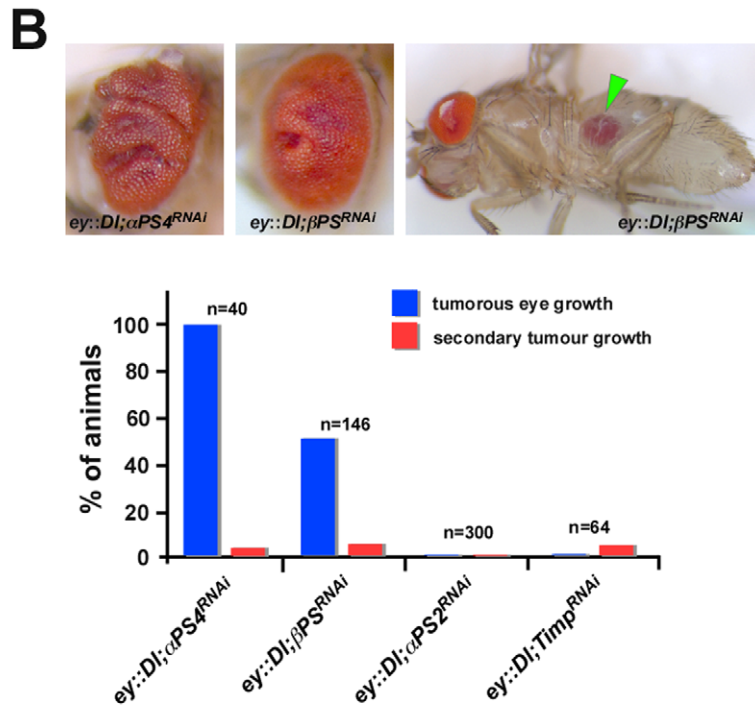 B
ey::Dl;αPS4RNAi
ey::Dl;βPSRNAi
ey::Dl;βPSRNAi
tumorous eye growth
secondary tumour growth
% of animals
100
80
60
40
20
0
n=40
n=146
n=300
n=64
ey::Dl;αPS4RNAi
ey::Dl;βPSRNAi
ey::Dl;αPS2RNAi
ey::Dl;TimpRNAi